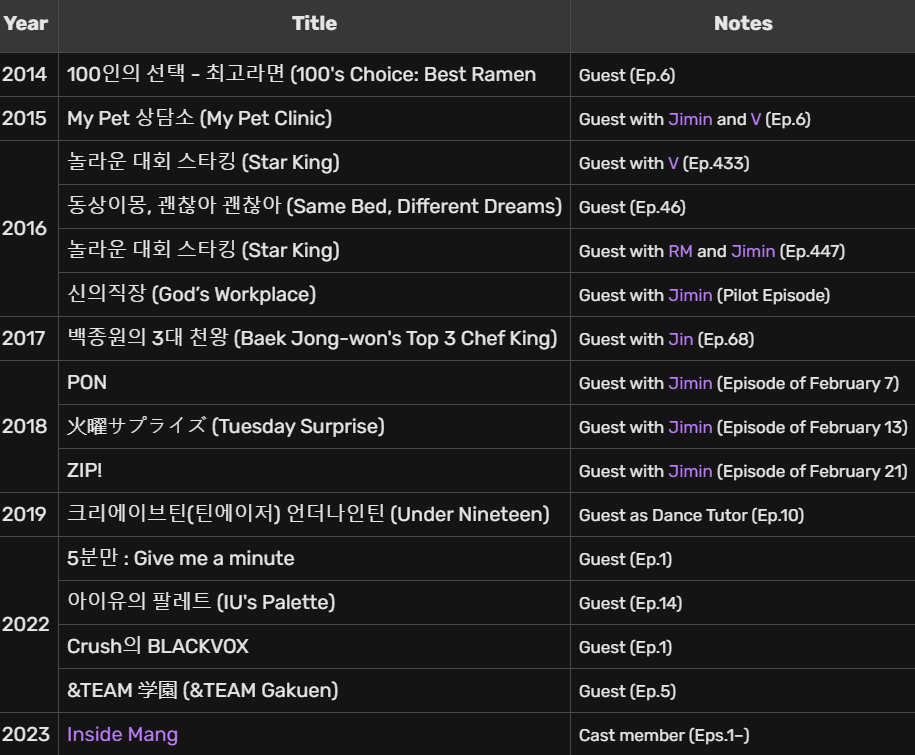 Year Title Notes
2014 100인의 선택 - 최고라면 (100's Choice: Best Ramen Guest (Ep.6)
2015 My Pet 상담소 (My Pet Clinic) Guest with Jimin and V (Ep.6)
2016 놀라운 대회 스타킹 (Star King) Guest with V (Ep.433)
동상이몽, 괜찮아 괜찮아 (Same Bed, Different Dreams) Guest (Ep.46)
놀라운 대회 스타킹 (Star King) Guest with RM and Jimin (Ep.447)
신의직장 (God’s Workplace) Guest with Jimin (Pilot Episode)
2017 백종원의 3대 천왕 (Baek Jong-won's Top 3 Chef King) Guest with Jin (Ep.68)
2018 PON Guest with Jimin (Episode of February 7)
火曜サプライズ (Tuesday Surprise) Guest with Jimin (Episode of February 13)
ZIP! Guest with Jimin (Episode of February 21)
2019 크리에이브틴(틴에이저) 언더나인틴 (Under Nineteen) Guest as Dance Tutor (Ep.10)
2022 5분만 : Give me a minute Guest (Ep.1)
아이유의 팔레트 (IU's Palette) Guest (Ep.14)
Crush의 BLACKVOX Guest (Ep.1)
&TEAM 学園 (&TEAM Gakuen) Guest (Ep.5)
2023 Inside Mang Cast member (Eps.1–)